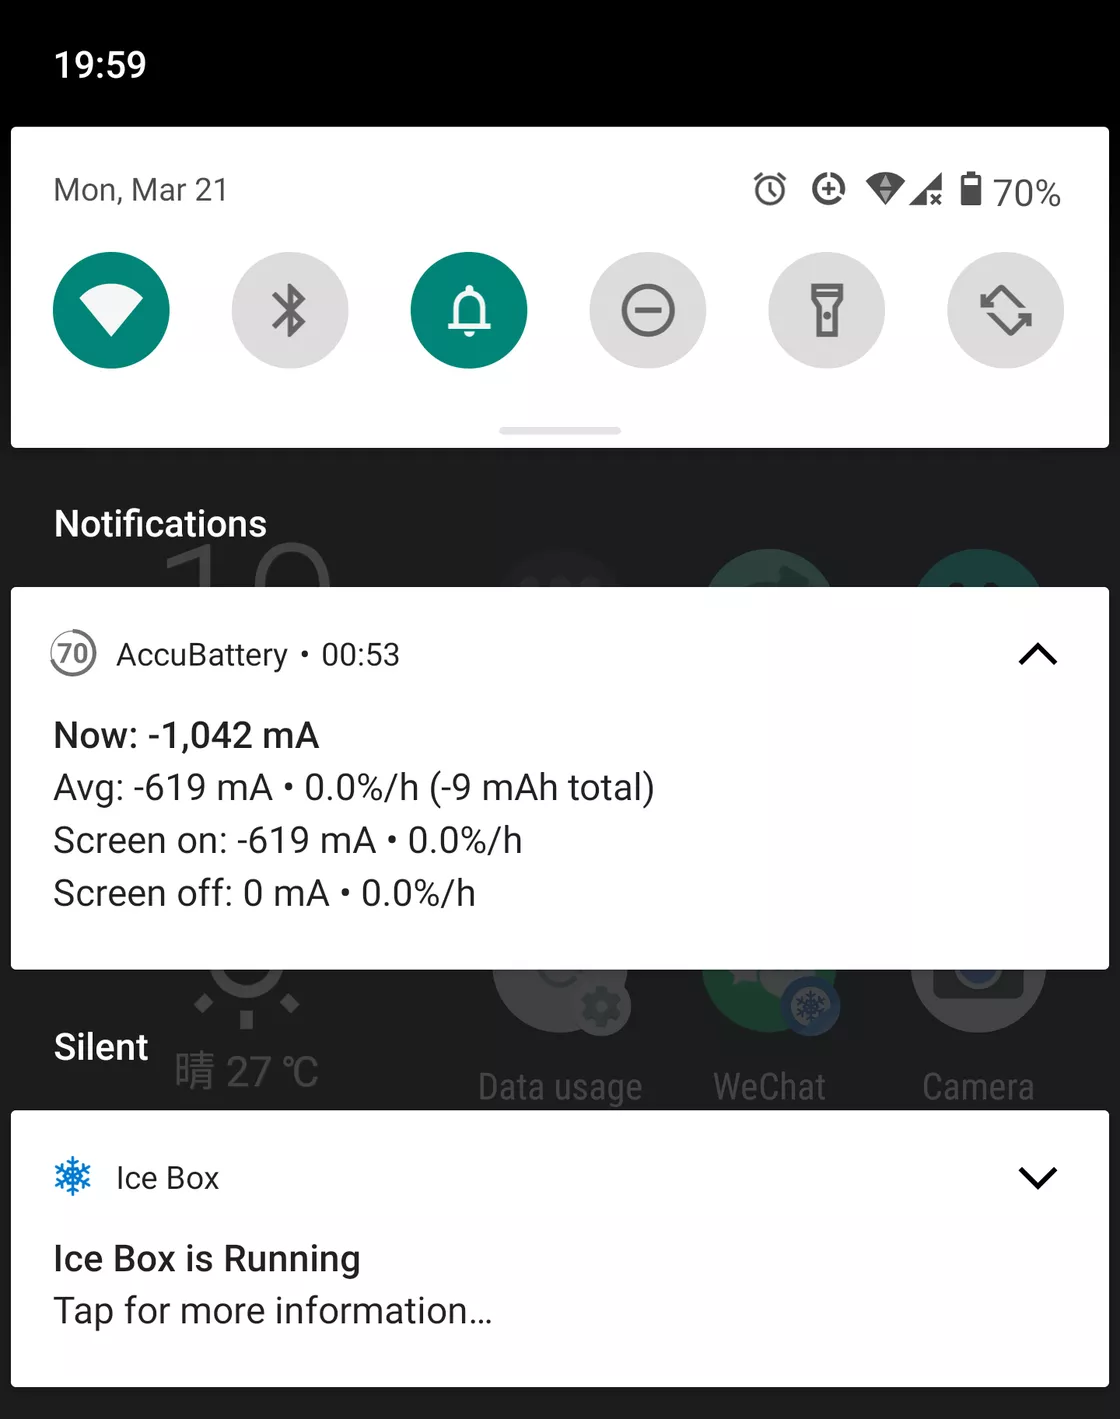 19:59
Mon, Mar 21
70%
Notifications
19
70 AccuBattery • 00:53
Now: -1,042 mA
Avg: -619 mA • 0.0%/h (-9 mAh total)
Screen on: -619 mA • 0.0%/h
Screen off: 0 mA • 0.0%/h
Silent
晴 27 ℃
Data usage
WeChat
Camera
Ice Box
Ice Box is Running
Tap for more information...